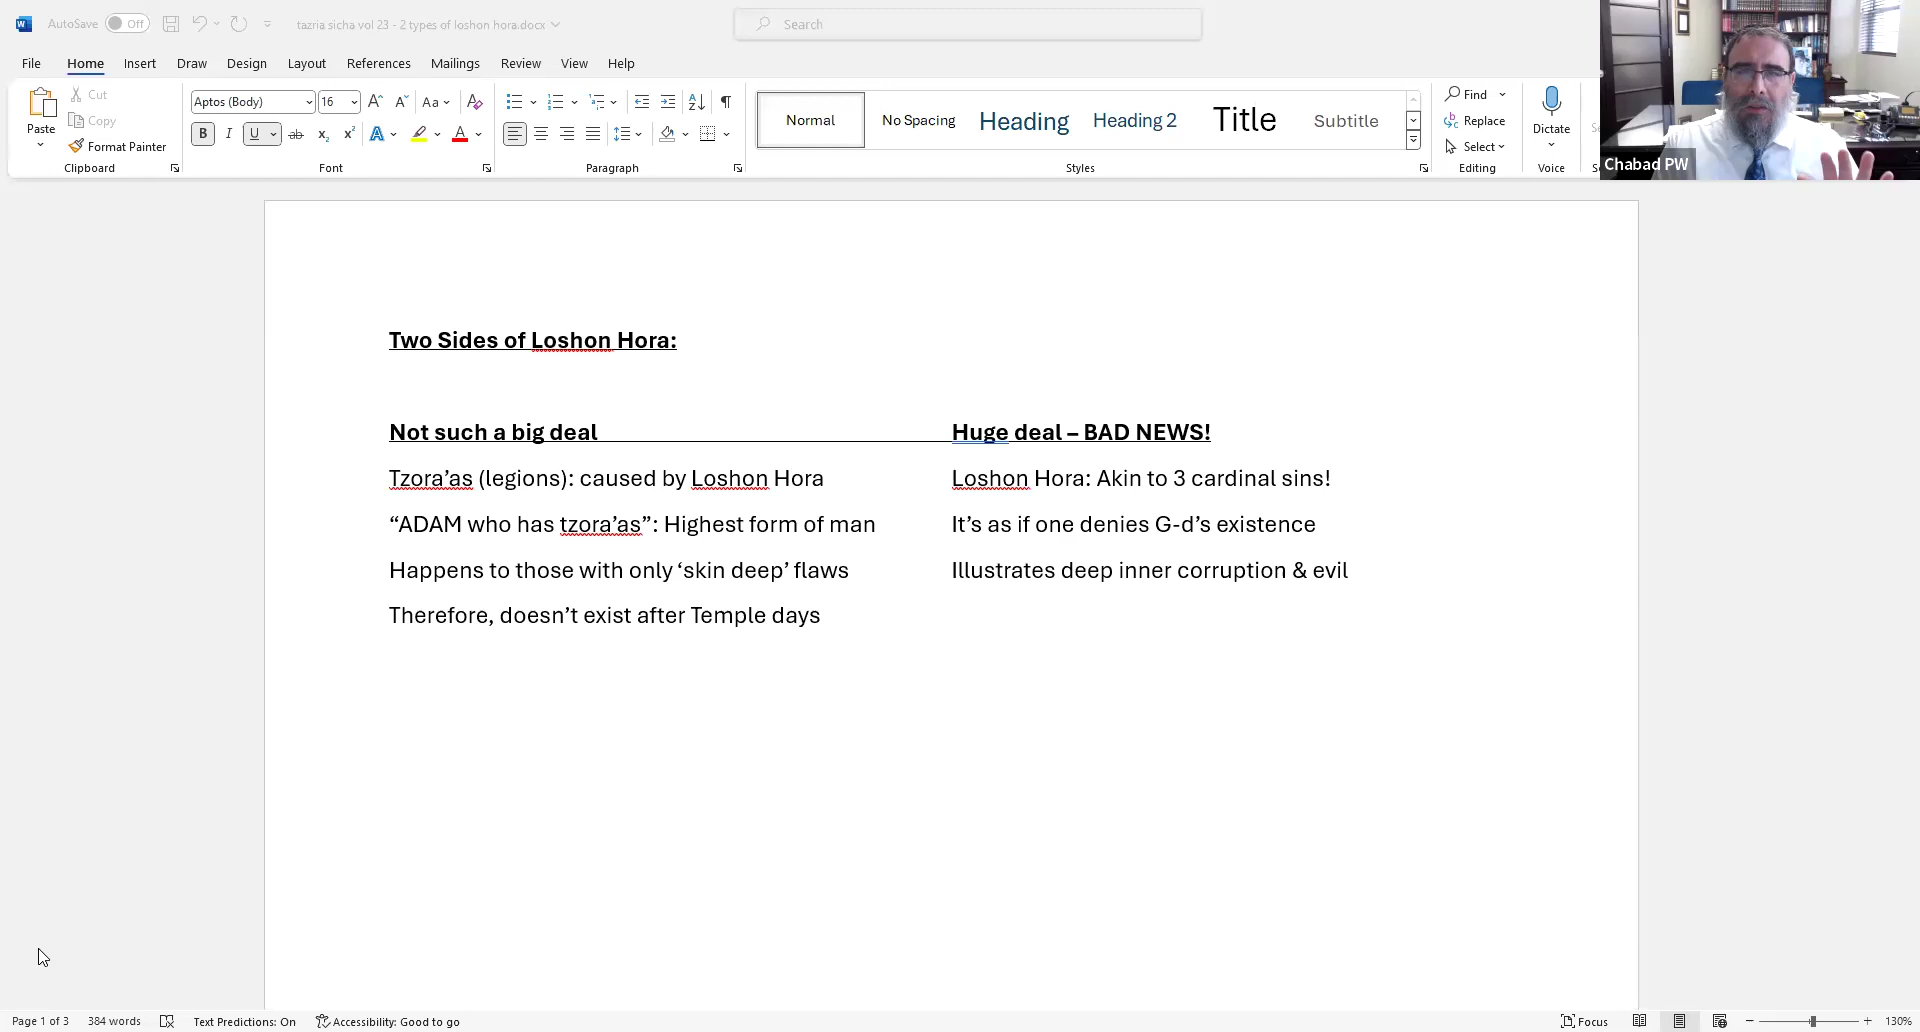 AutoSave Off tazria sicha vol 23 - 2 types of loshon hora.docx Search
File Home Insert Draw Design Layout References Mailings Review View Help
Paste
Cut
Copy
Format Painter
Clipboard
Aptos (Body) 16
Font
Paragraph
Normal No Spacing Heading Heading 2 Title Subtitle
Styles
Find
Replace
Select
Editing
Dictate
Voice
Chabad PW
Two Sides of Loshon Hora:
Not such a big deal Huge deal – BAD NEWS!
Tzora’as (legions): caused by Loshon Hora Loshon Hora: Akin to 3 cardinal sins!
“ADAM who has tzora’as”: Highest form of man It’s as if one denies G-d’s existence
Happens to those with only ‘skin deep’ flaws Illustrates deep inner corruption & evil
Therefore, doesn’t exist after Temple days
Page 1 of 3 384 words Text Predictions: On Accessibility: Good to go Focus 130%